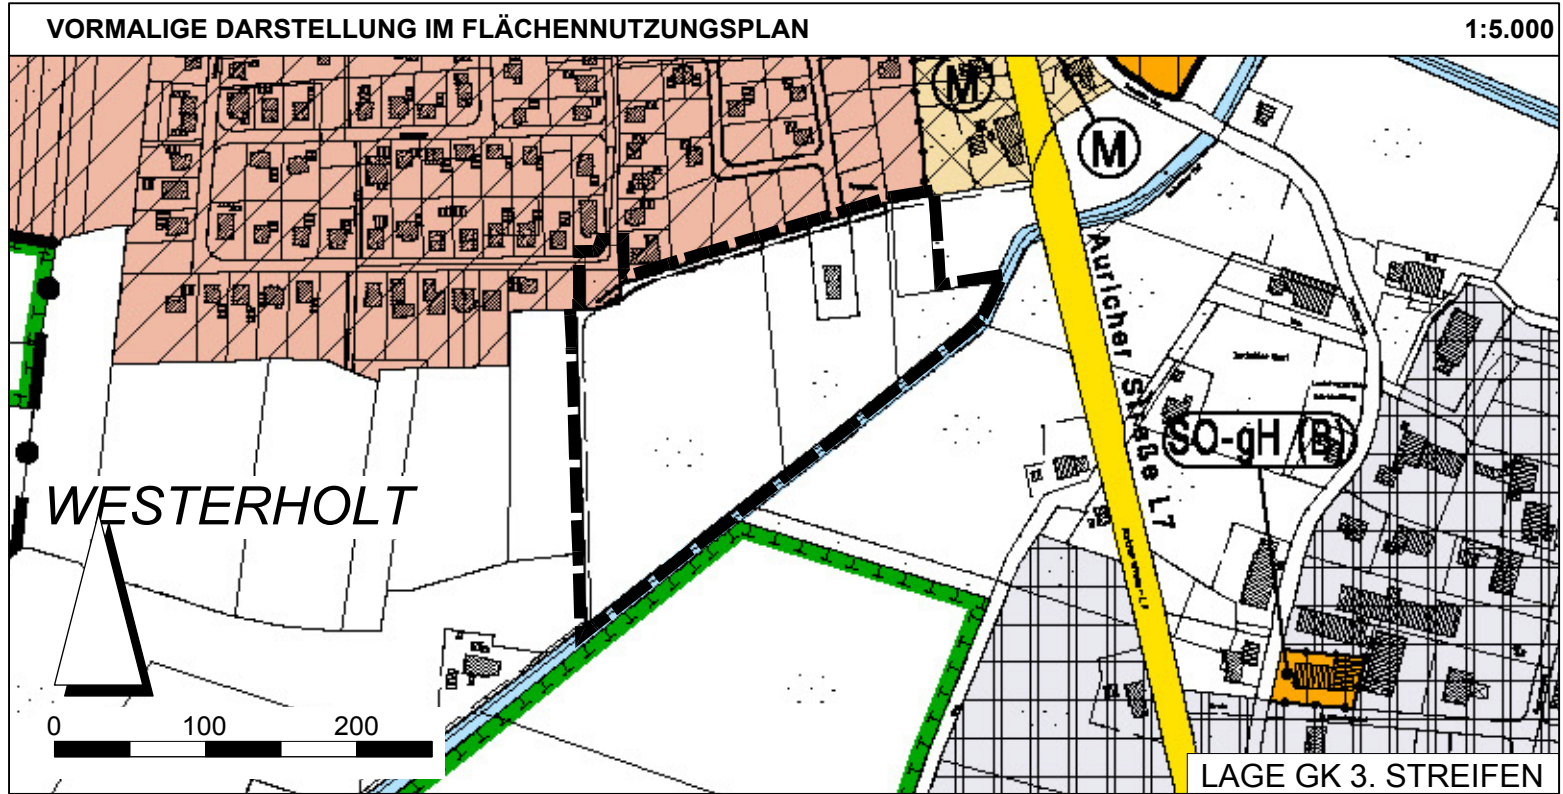 VORMALIGE DARSTELLUNG IM FLÄCHENNUTZUNGSPLAN 1:5.000
M
M
Auricher Straße L7
SO-gH (B)
WESTERHOLT
0 100 200
LAGE GK 3. STREIFEN